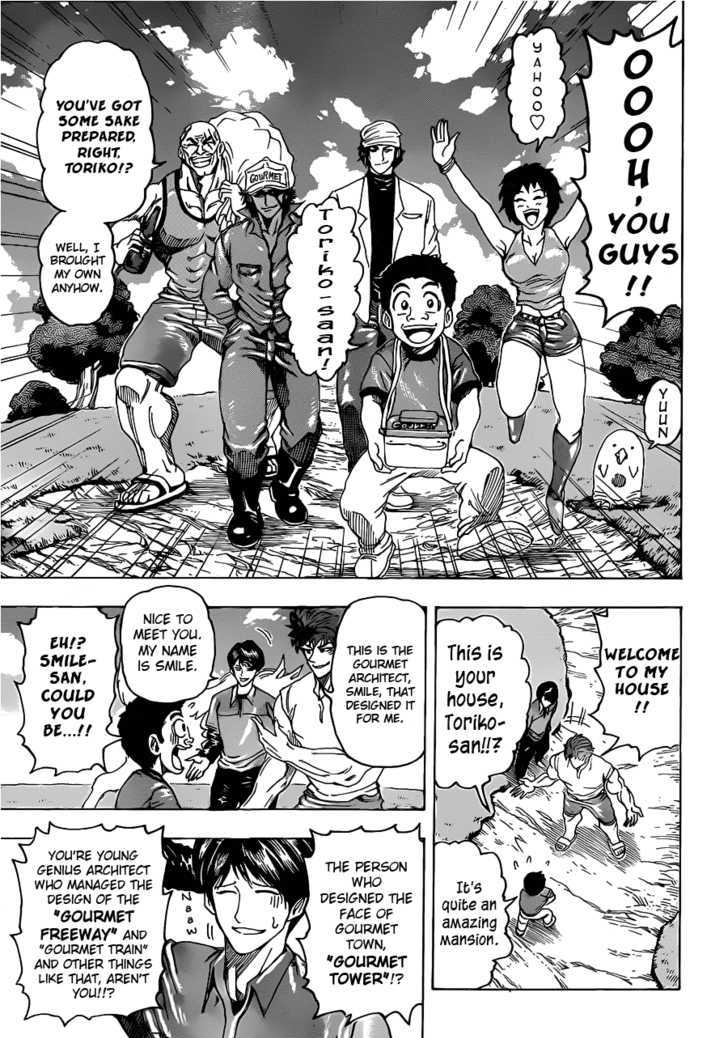 OOOH,
YOU
GUYS
!!
YAHOO♡
YOU'VE GOT
SOME SAKE
PREPARED,
RIGHT,
TORIKO!?
WELL, I
BROUGHT
MY OWN
ANYHOW.
GOURMET
Toriko-saan!
YUUN
WELCOME
TO MY
HOUSE
!!
This is
your
house,
Toriko-
san!!?
It's
quite an
amazing
mansion.
THIS IS THE
GOURMET
ARCHITECT,
SMILE, THAT
DESIGNED IT
FOR ME.
NICE TO
MEET YOU.
MY NAME
IS SMILE.
EH!?
SMILE-
SAN,
COULD
YOU
BE...!!
THE PERSON
WHO
DESIGNED THE
FACE OF
GOURMET
TOWN,
"GOURMET
TOWER"!?
YOU'RE YOUNG
GENIUS ARCHITECT
WHO MANAGED THE
DESIGN OF THE
"GOURMET
FREEWAY" AND
"GOURMET TRAIN"
AND OTHER THINGS
LIKE THAT, AREN'T
YOU!!?